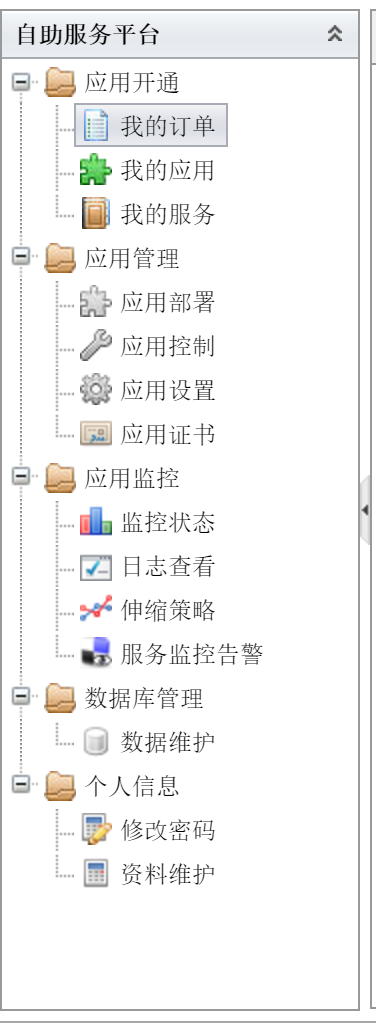 自助服务平台
应用开通
我的订单
我的应用
我的服务
应用管理
应用部署
应用控制
应用设置
应用证书
应用监控
监控状态
日志查看
伸缩策略
服务监控告警
数据库管理
数据维护
个人信息
修改密码
资料维护